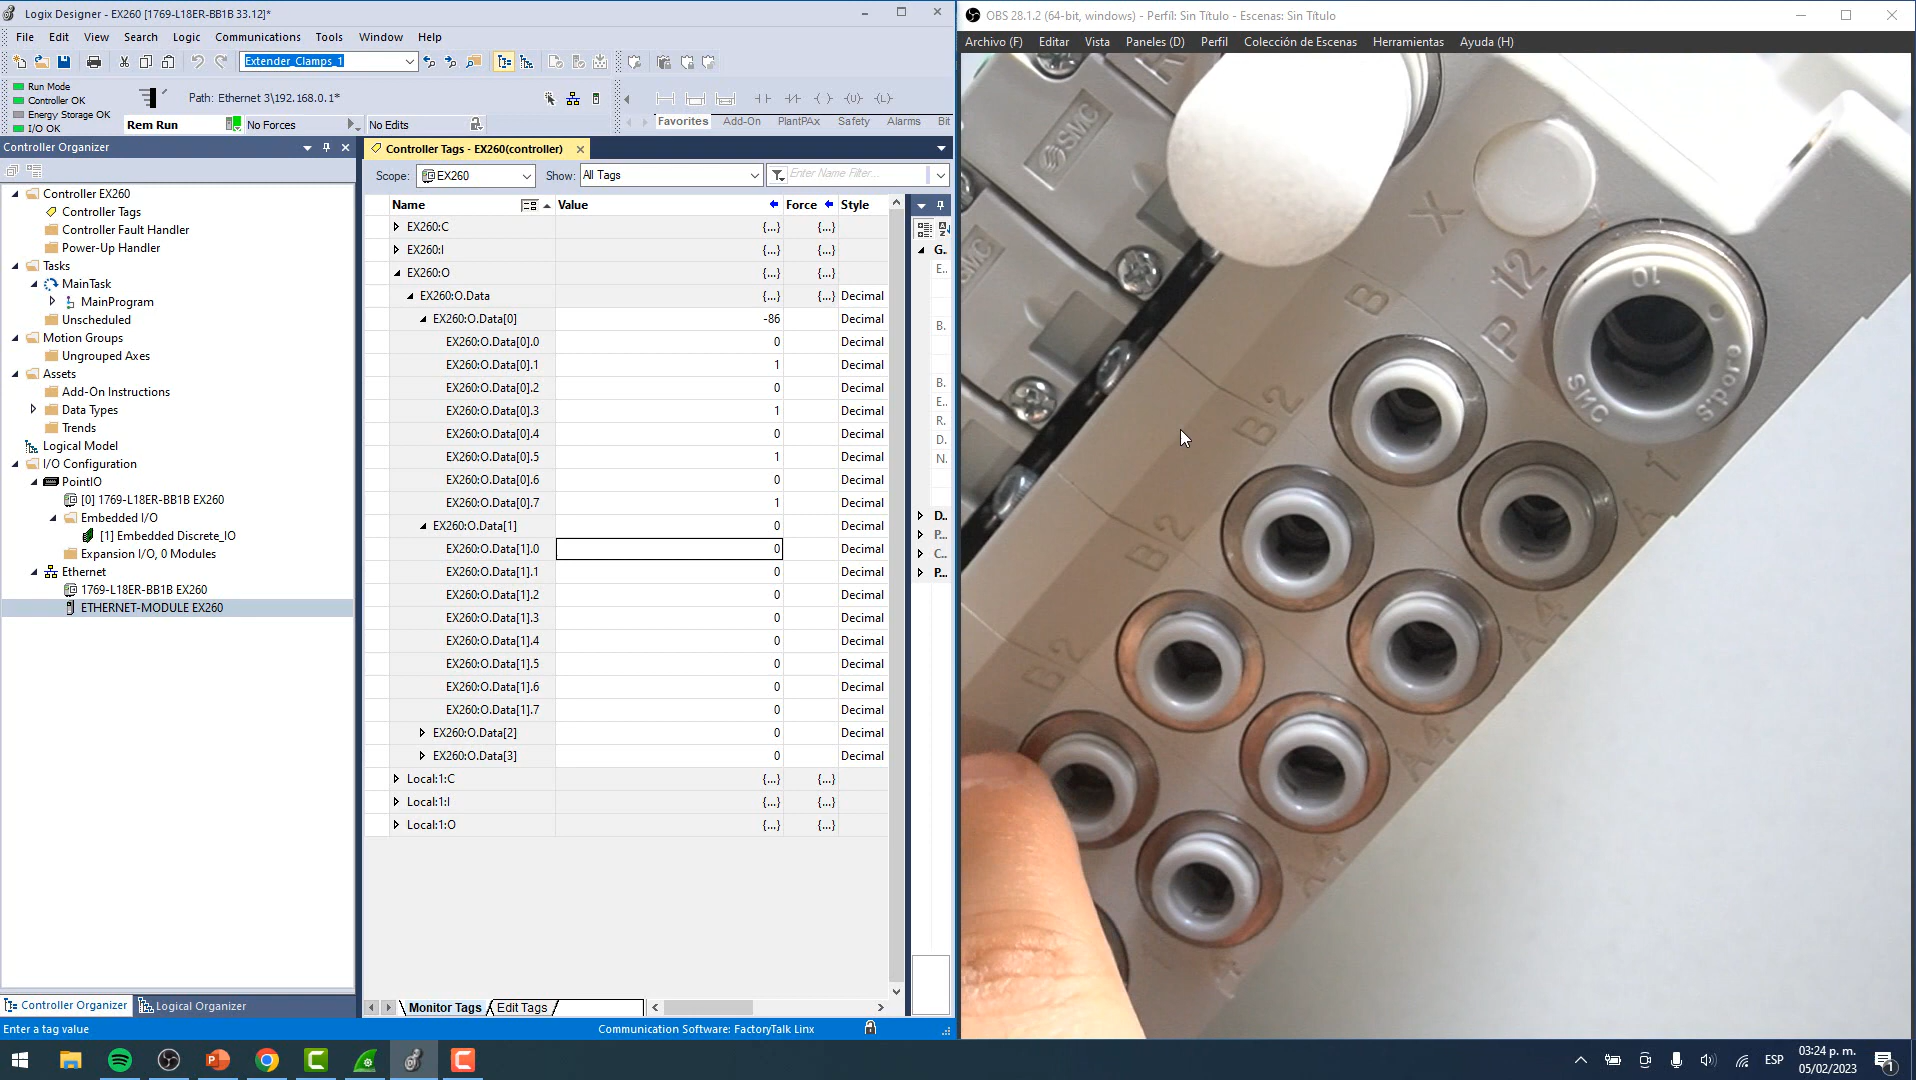 Logix Designer - EX260 [1769-L18ER-BB1B 33.12]*
File Edit View Search Logic Communications Tools Window Help
Extender_Clamps_1
Run Mode
Controller OK
Energy Storage OK
I/O OK
Path: Ethernet 3\192.168.0.1*
Rem Run No Forces No Edits
Favorites Add-On PlantPAx Safety Alarms Bit
Controller Organizer
Controller EX260
Controller Tags
Controller Fault Handler
Power-Up Handler
Tasks
MainTask
MainProgram
Unscheduled
Motion Groups
Ungrouped Axes
Assets
Add-On Instructions
Data Types
Trends
Logical Model
I/O Configuration
PointIO
[0] 1769-L18ER-BB1B EX260
Embedded I/O
[1] Embedded Discrete_IO
Expansion I/O, 0 Modules
Ethernet
1769-L18ER-BB1B EX260
ETHERNET-MODULE EX260
Controller Organizer Logical Organizer
Controller Tags - EX260(controller)
Scope: EX260 Show: All Tags Enter Name Filter...
Name Value Force Style
EX260:C {...} {...}
EX260:I {...} {...}
EX260:O {...} {...}
EX260:O.Data {...} {...} Decimal
EX260:O.Data[0] -86 Decimal
EX260:O.Data[0].0 0 Decimal
EX260:O.Data[0].1 1 Decimal
EX260:O.Data[0].2 0 Decimal
EX260:O.Data[0].3 1 Decimal
EX260:O.Data[0].4 0 Decimal
EX260:O.Data[0].5 1 Decimal
EX260:O.Data[0].6 0 Decimal
EX260:O.Data[0].7 1 Decimal
EX260:O.Data[1] 0 Decimal
EX260:O.Data[1].0 0 Decimal
EX260:O.Data[1].1 0 Decimal
EX260:O.Data[1].2 0 Decimal
EX260:O.Data[1].3 0 Decimal
EX260:O.Data[1].4 0 Decimal
EX260:O.Data[1].5 0 Decimal
EX260:O.Data[1].6 0 Decimal
EX260:O.Data[1].7 0 Decimal
EX260:O.Data[2] 0 Decimal
EX260:O.Data[3] 0 Decimal
Local:1:C {...} {...}
Local:1:I {...} {...}
Local:1:O {...} {...}
G..
E..
B.
B.
E..
R.
D.
N.
D..
P...
C..
P...
Monitor Tags Edit Tags
Enter a tag value
Communication Software: FactoryTalk Linx
OBS 28.1.2 (64-bit, windows) - Perfil: Sin Título - Escenas: Sin Título
Archivo (F) Editar Vista Paneles (D) Perfil Colección de Escenas Herramientas Ayuda (H)
SMC
SMC
X
P 12
B
10
SMC
B 2
A 1
B 2
A 4
B 2
A 4
A 4
ESP
03:24 p. m.
05/02/2023
1